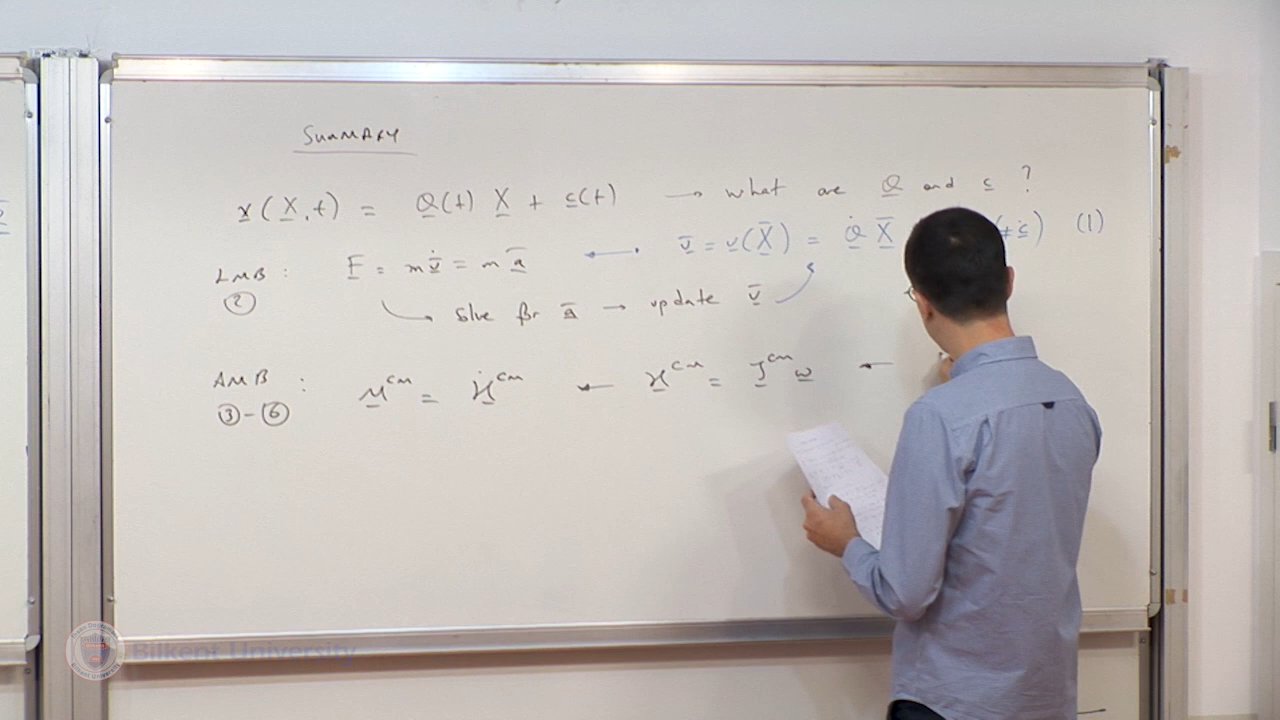 SUMMARY
x(X,t) = Q(t) X + c(t) → what are Q and c ?
LMB : F = m v̇̄ = m ā ← v̄ = v(X̄) = Q̇ X̄ (+ċ) (1)
② solve for ā → update v̄
AMB : M^CM = Ḣ^CM ← H^CM = J^CM ω ←
③-⑥
Bilkent University